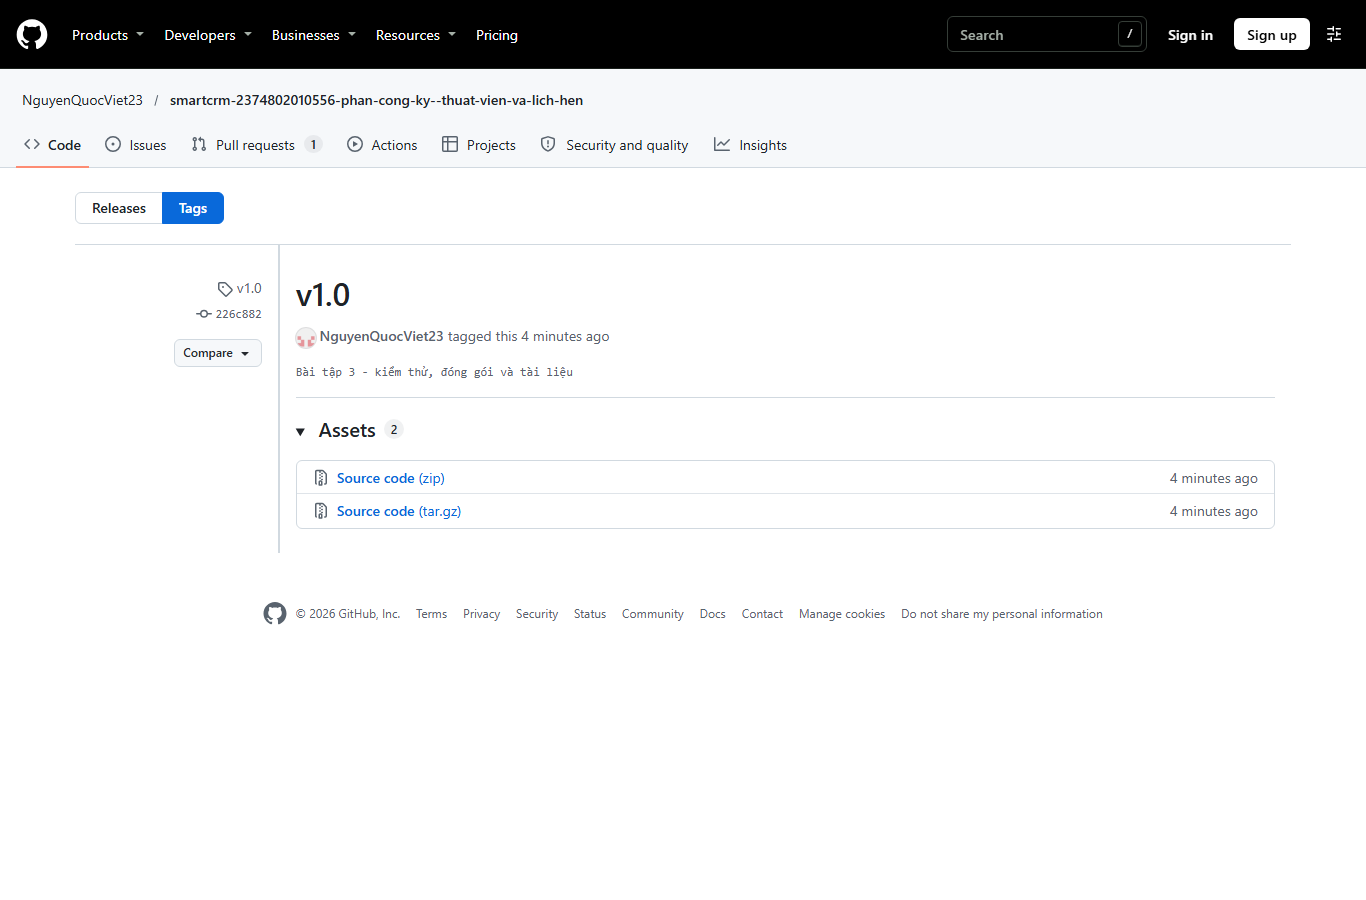 Products Developers Businesses Resources Pricing Search / Sign in Sign up
NguyenQuocViet23 / smartcrm-2374802010556-phan-cong-ky--thuat-vien-va-lich-hen
Code Issues Pull requests 1 Actions Projects Security and quality Insights
Releases Tags
v1.0
226c882
Compare
v1.0
NguyenQuocViet23 tagged this 4 minutes ago
Bài tập 3 - kiểm thử, đóng gói và tài liệu
Assets 2
Source code (zip) 4 minutes ago
Source code (tar.gz) 4 minutes ago
© 2026 GitHub, Inc. Terms Privacy Security Status Community Docs Contact Manage cookies Do not share my personal information